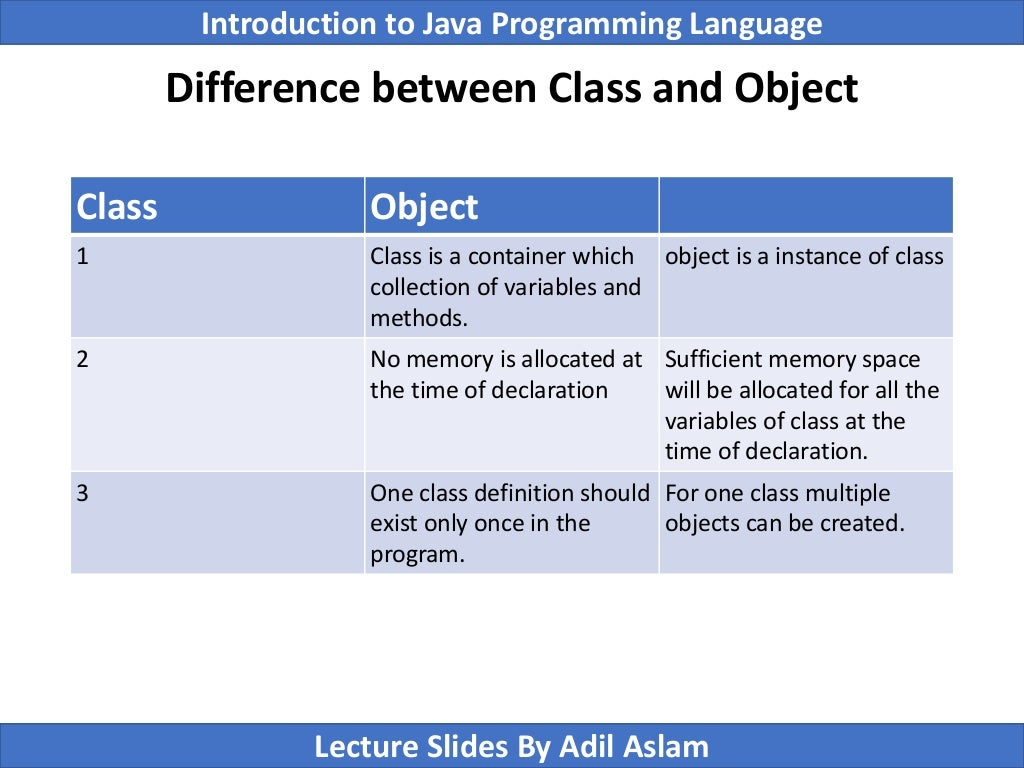 Introduction to Java Programming Language
Difference between Class and Object
Class
Object
1
Class is a container which
collection of variables and
methods.
object is a instance of class
2
No memory is allocated at
the time of declaration
Sufficient memory space
will be allocated for all the
variables of class at the
time of declaration.
3
One class definition should
exist only once in the
program.
For one class multiple
objects can be created.
Lecture Slides By Adil Aslam